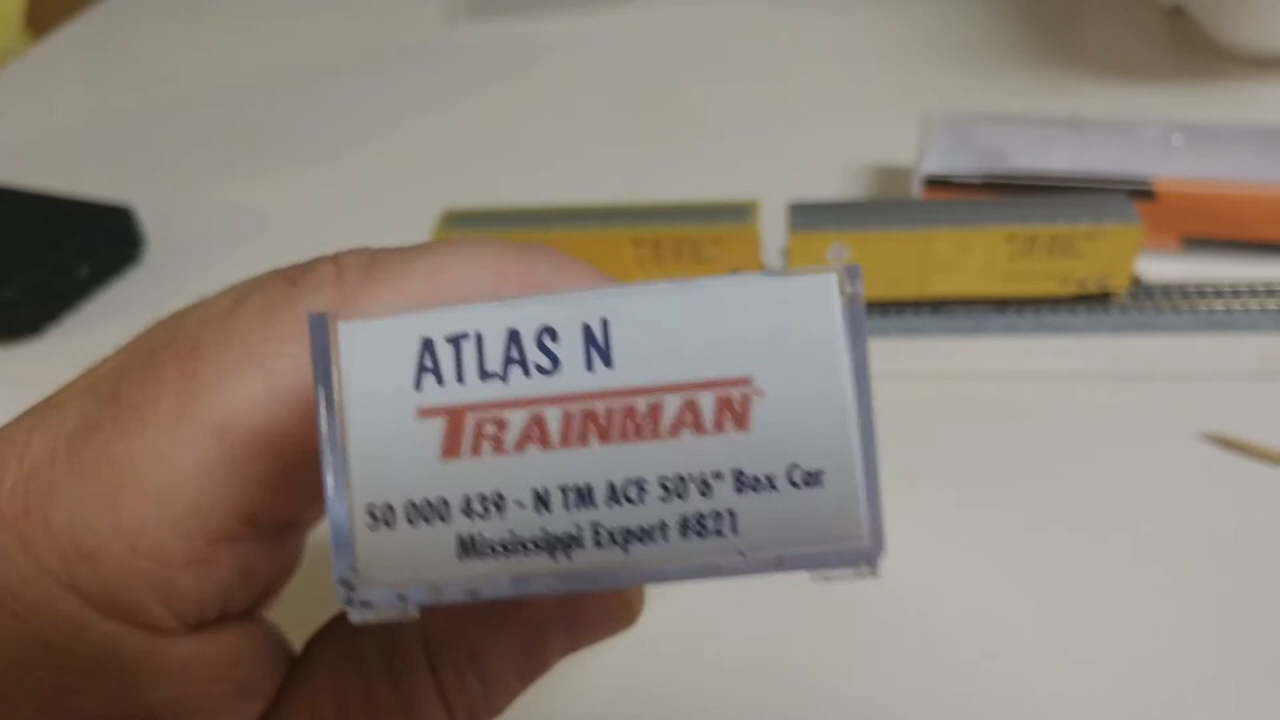 ATLAS N
TRAINMAN
50 000 439 - N TM ACF 50'6" Box Car
Mississippi Export #821